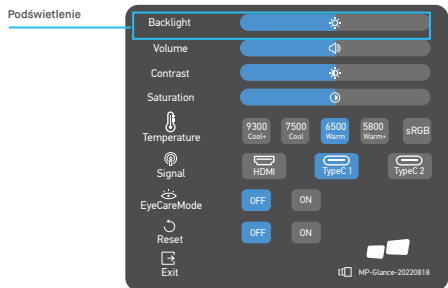 Podświetlenie
Backlight
Volume
Contrast
Saturation
Temperature
9300 Cool+
7500 Cool
6500 Warm
5800 Warm+
sRGB
Signal
HDMI
TypeC 1
TypeC 2
EyeCareMode
OFF
ON
Reset
OFF
ON
Exit
MP-Glance-20220818